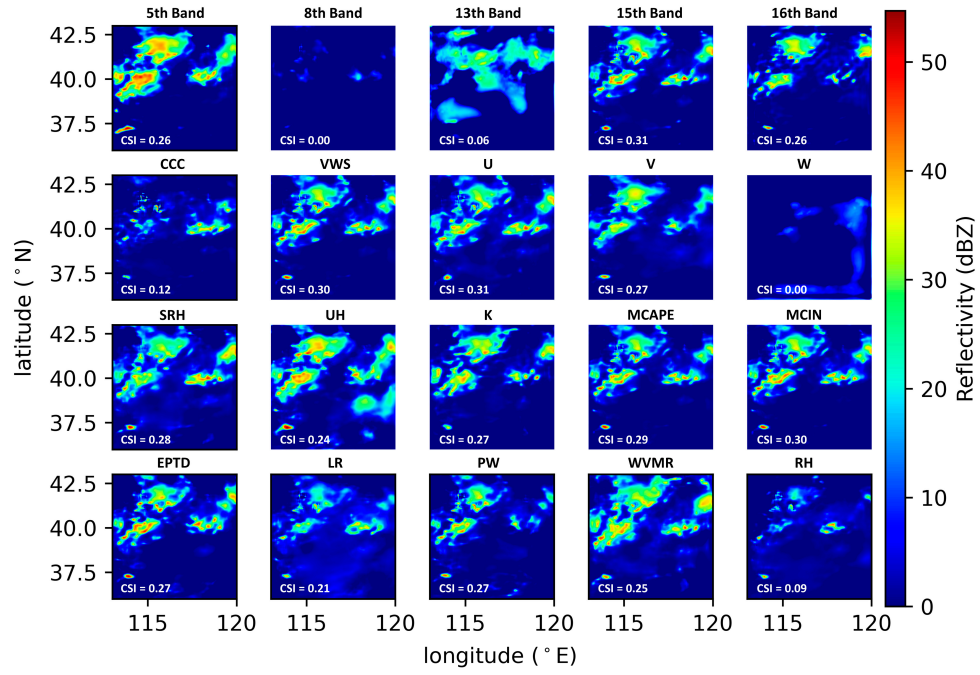 5th Band 8th Band 13th Band 15th Band 16th Band
42.5
40.0
37.5
CSI = 0.26 CSI = 0.00 CSI = 0.06 CSI = 0.31 CSI = 0.26
CCC VWS U V W
42.5
40.0
37.5
CSI = 0.12 CSI = 0.30 CSI = 0.31 CSI = 0.27 CSI = 0.00
SRH UH K MCAPE MCIN
42.5
40.0
37.5
CSI = 0.28 CSI = 0.24 CSI = 0.27 CSI = 0.29 CSI = 0.30
EPTD LR PW WVMR RH
42.5
40.0
37.5
CSI = 0.27 CSI = 0.21 CSI = 0.27 CSI = 0.25 CSI = 0.09
115 120 115 120 115 120 115 120 115 120
longitude (°E)
latitude (°N)
50
40
30
20
10
0
Reflectivity (dBZ)